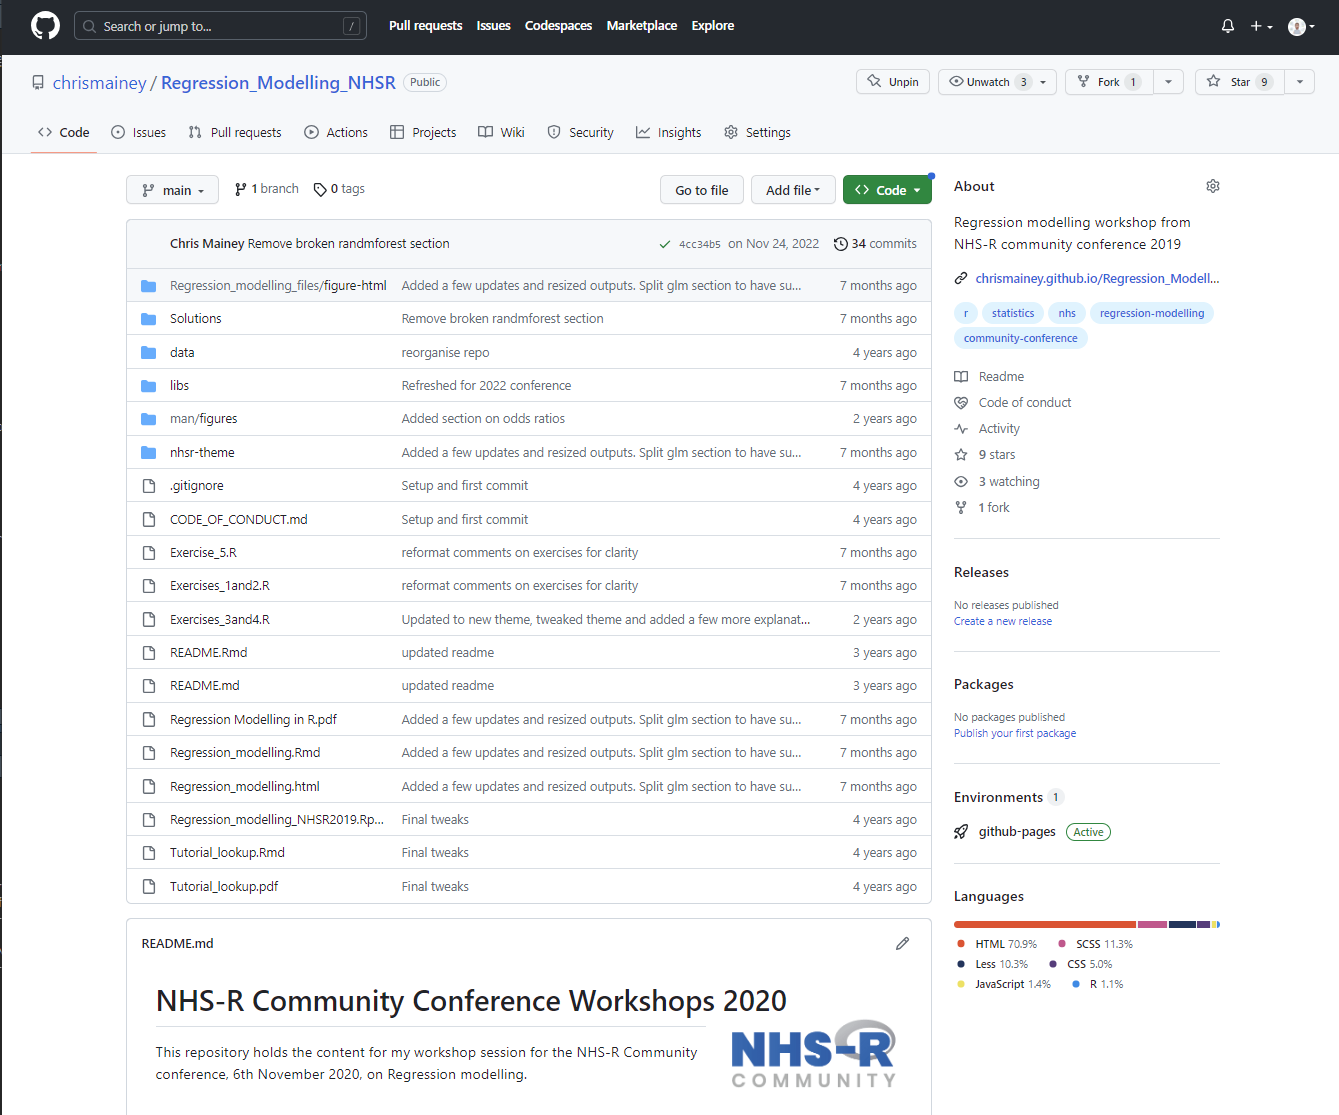 Search or jump to... /
Pull requests Issues Codespaces Marketplace Explore
chrismainey / Regression_Modelling_NHSR Public
Unpin Unwatch 3 Fork 1 Star 9
Code Issues Pull requests Actions Projects Wiki Security Insights Settings
main 1 branch 0 tags Go to file Add file Code
Chris Mainey Remove broken randmforest section 4cc34b5 on Nov 24, 2022 34 commits
Regression_modelling_files/figure-html Added a few updates and resized outputs. Split glm section to have su... 7 months ago
Solutions Remove broken randmforest section 7 months ago
data reorganise repo 4 years ago
libs Refreshed for 2022 conference 7 months ago
man/figures Added section on odds ratios 2 years ago
nhsr-theme Added a few updates and resized outputs. Split glm section to have su... 7 months ago
.gitignore Setup and first commit 4 years ago
CODE_OF_CONDUCT.md Setup and first commit 4 years ago
Exercise_5.R reformat comments on exercises for clarity 7 months ago
Exercises_1and2.R reformat comments on exercises for clarity 7 months ago
Exercises_3and4.R Updated to new theme, tweaked theme and added a few more explanat... 2 years ago
README.Rmd updated readme 3 years ago
README.md updated readme 3 years ago
Regression Modelling in R.pdf Added a few updates and resized outputs. Split glm section to have su... 7 months ago
Regression_modelling.Rmd Added a few updates and resized outputs. Split glm section to have su... 7 months ago
Regression_modelling.html Added a few updates and resized outputs. Split glm section to have su... 7 months ago
Regression_modelling_NHSR2019.Rp... Final tweaks 4 years ago
Tutorial_lookup.Rmd Final tweaks 4 years ago
Tutorial_lookup.pdf Final tweaks 4 years ago
README.md
NHS-R Community Conference Workshops 2020
This repository holds the content for my workshop session for the NHS-R Community
conference, 6th November 2020, on Regression modelling.
NHS-R
COMMUNITY
About
Regression modelling workshop from
NHS-R community conference 2019
chrismainey.github.io/Regression_Modell...
r statistics nhs regression-modelling
community-conference
Readme
Code of conduct
Activity
9 stars
3 watching
1 fork
Releases
No releases published
Create a new release
Packages
No packages published
Publish your first package
Environments 1
github-pages Active
Languages
HTML 70.9% SCSS 11.3%
Less 10.3% CSS 5.0%
JavaScript 1.4% R 1.1%